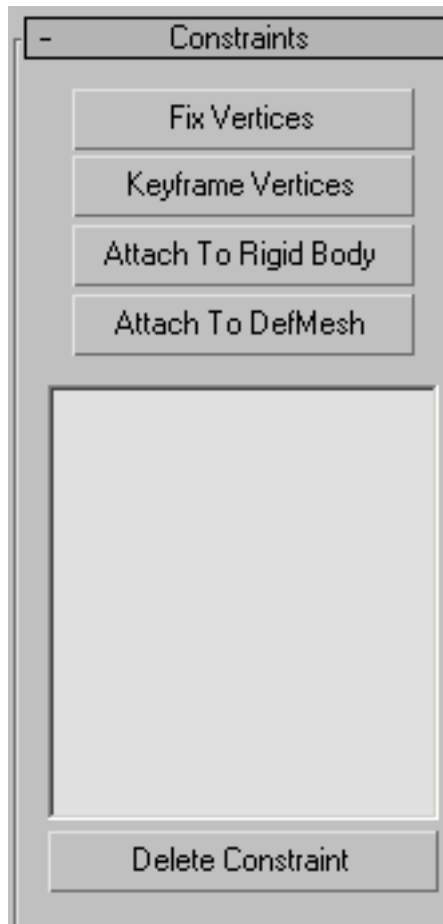 - Constraints
Fix Vertices
Keyframe Vertices
Attach To Rigid Body
Attach To DefMesh
Delete Constraint